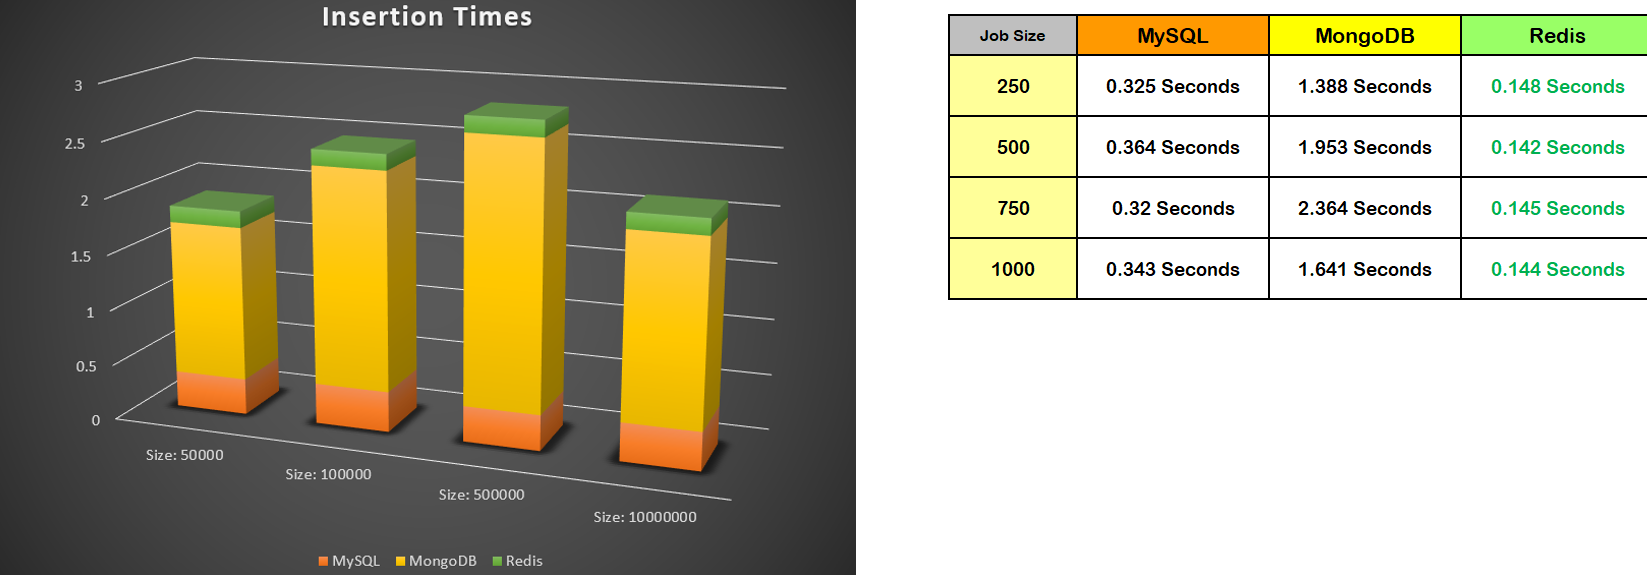 Insertion Times
3
2.5
2
1.5
1
0.5
0
Size: 50000
Size: 100000
Size: 500000
Size: 10000000
MySQL MongoDB Redis
Job Size MySQL MongoDB Redis
250 0.325 Seconds 1.388 Seconds 0.148 Seconds
500 0.364 Seconds 1.953 Seconds 0.142 Seconds
750 0.32 Seconds 2.364 Seconds 0.145 Seconds
1000 0.343 Seconds 1.641 Seconds 0.144 Seconds